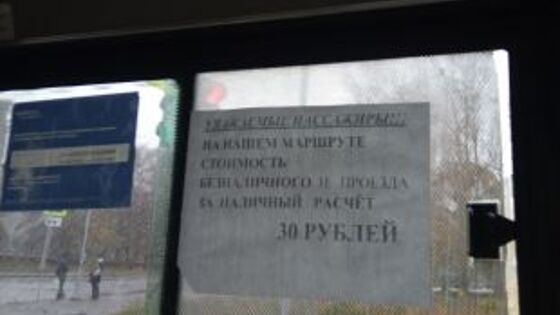 УВАЖАЕМЫЕ ПАССАЖИРЫ!!!
НА НАШЕМ МАРШРУТЕ
СТОИМОСТЬ
БЕЗНАЛИЧНОГО ПРОЕЗДА
ЗА НАЛИЧНЫЙ РАСЧЁТ
30 РУБЛЕЙ